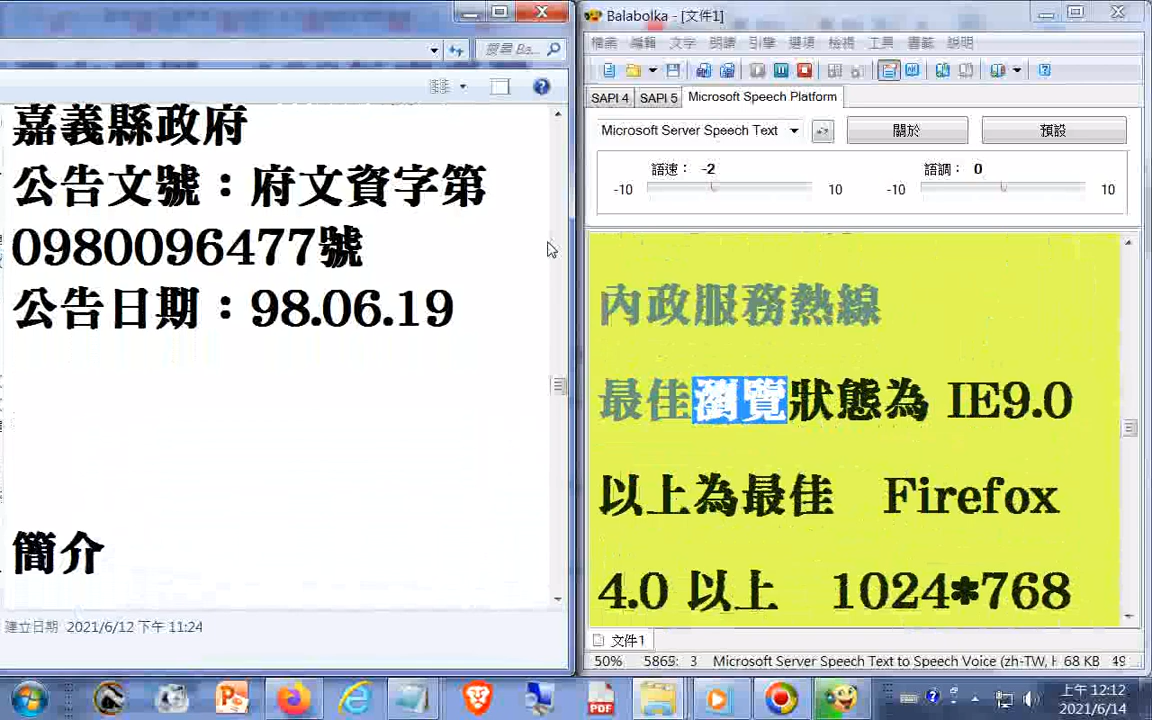 嘉義縣政府
公告文號：府文資字第
0980096477號
公告日期：98.06.19
簡介
建立日期 2021/6/12 下午 11:24
搜尋 Ba...
Balabolka - [文件1]
檔案 編輯 文字 朗讀 引擎 選項 檢視 工具 書籤 說明
SAPI 4 SAPI 5 Microsoft Speech Platform
Microsoft Server Speech Text 關於 預設
語速： -2 語調： 0
-10 10 -10 10
內政服務熱線
最佳瀏覽狀態為 IE9.0
以上為最佳 Firefox
4.0 以上 1024*768
文件1
50% 5865: 3 Microsoft Server Speech Text to Speech Voice (zh-TW, H 68 KB 49
PDF
上午 12:12
2021/6/14